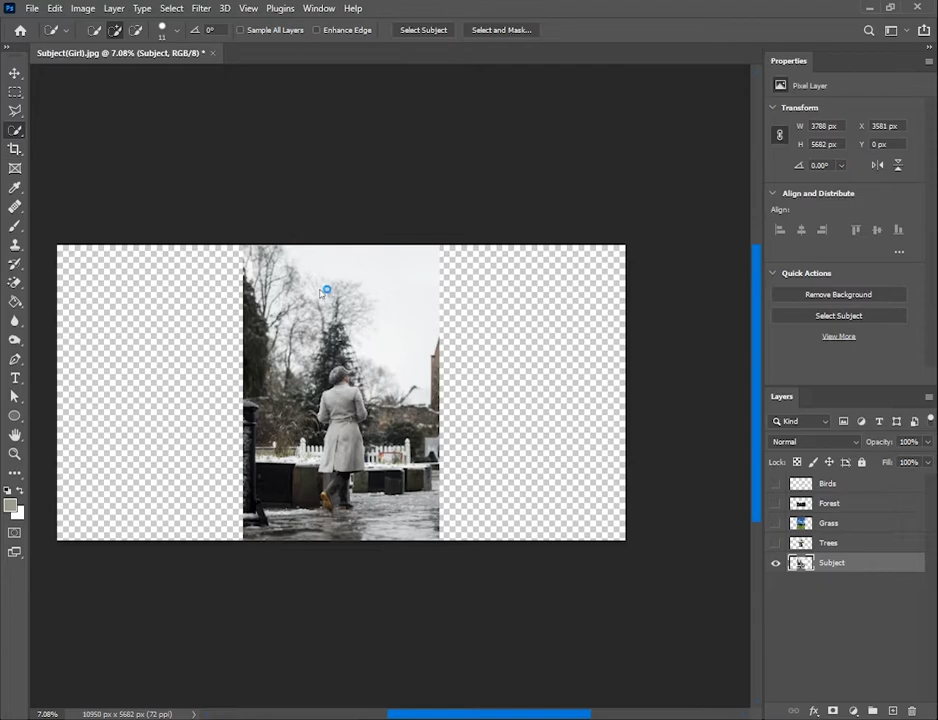 Ps File Edit Image Layer Type Select Filter 3D View Plugins Window Help
11 0° Sample All Layers Enhance Edge Select Subject Select and Mask...
Subject(Girl).jpg @ 7.08% (Subject, RGB/8) *
Properties
Pixel Layer
Transform
W 3788 px X 3581 px
H 5682 px Y 0 px
0.00°
Align and Distribute
Align:
Quick Actions
Remove Background
Select Subject
View More
Layers
Kind
Normal Opacity: 100%
Lock: Fill: 100%
Birds
Forest
Grass
Trees
Subject
7.08% 10950 px x 5682 px (72 ppi)